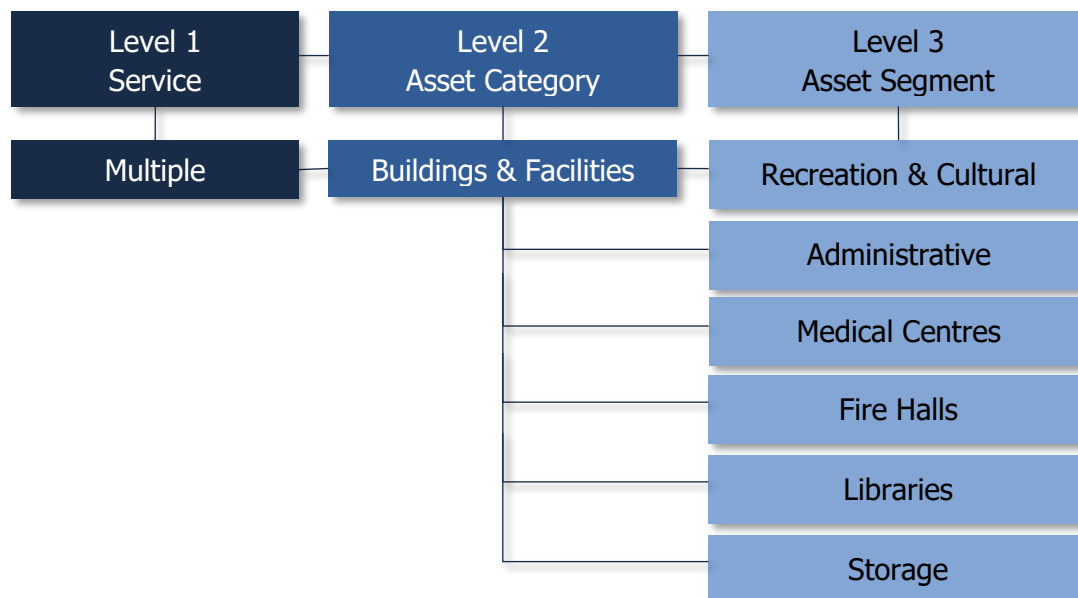 Level 1
Service
Level 2
Asset Category
Level 3
Asset Segment
Multiple
Buildings & Facilities
Recreation & Cultural
Administrative
Medical Centres
Fire Halls
Libraries
Storage